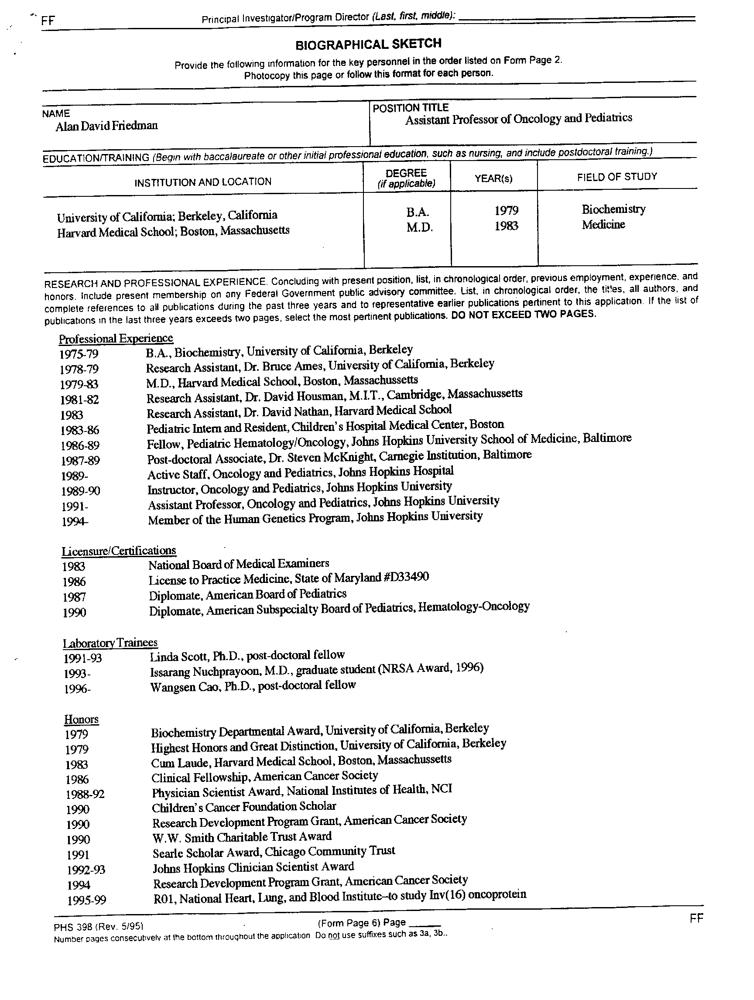 FF
Principal Investigator/Program Director (Last, first, middle):
BIOGRAPHICAL SKETCH
Provide the following information for the key personnel in the order listed on Form Page 2.
Photocopy this page or follow this format for each person.
NAME
Alan David Friedman
POSITION TITLE
Assistant Professor of Oncology and Pediatrics
EDUCATION/TRAINING (Begin with baccalaureate or other initial professional education, such as nursing, and include postdoctoral training.)
INSTITUTION AND LOCATION DEGREE (if applicable) YEAR(s) FIELD OF STUDY
University of California; Berkeley, California B.A. 1979 Biochemistry
Harvard Medical School; Boston, Massachusetts M.D. 1983 Medicine
RESEARCH AND PROFESSIONAL EXPERIENCE. Concluding with present position, list, in chronological order, previous employment, experience, and
honors. Include present membership on any Federal Government public advisory committee. List, in chronological order, the titles, all authors, and
complete references to all publications during the past three years and to representative earlier publications pertinent to this application. If the list of
publications in the last three years exceeds two pages, select the most pertinent publications. DO NOT EXCEED TWO PAGES.
Professional Experience
1975-79 B.A., Biochemistry, University of California, Berkeley
1978-79 Research Assistant, Dr. Bruce Ames, University of California, Berkeley
1979-83 M.D., Harvard Medical School, Boston, Massachussetts
1981-82 Research Assistant, Dr. David Housman, M.I.T., Cambridge, Massachussetts
1983 Research Assistant, Dr. David Nathan, Harvard Medical School
1983-86 Pediatric Intern and Resident, Children's Hospital Medical Center, Boston
1986-89 Fellow, Pediatric Hematology/Oncology, Johns Hopkins University School of Medicine, Baltimore
1987-89 Post-doctoral Associate, Dr. Steven McKnight, Carnegie Institution, Baltimore
1989- Active Staff, Oncology and Pediatrics, Johns Hopkins Hospital
1989-90 Instructor, Oncology and Pediatrics, Johns Hopkins University
1991- Assistant Professor, Oncology and Pediatrics, Johns Hopkins University
1994- Member of the Human Genetics Program, Johns Hopkins University
Licensure/Certifications
1983 National Board of Medical Examiners
1986 License to Practice Medicine, State of Maryland #D33490
1987 Diplomate, American Board of Pediatrics
1990 Diplomate, American Subspecialty Board of Pediatrics, Hematology-Oncology
Laboratory Trainees
1991-93 Linda Scott, Ph.D., post-doctoral fellow
1993- Issarang Nuchprayoon, M.D., graduate student (NRSA Award, 1996)
1996- Wangsen Cao, Ph.D., post-doctoral fellow
Honors
1979 Biochemistry Departmental Award, University of California, Berkeley
1979 Highest Honors and Great Distinction, University of California, Berkeley
1983 Cum Laude, Harvard Medical School, Boston, Massachussetts
1986 Clinical Fellowship, American Cancer Society
1988-92 Physician Scientist Award, National Institutes of Health, NCI
1990 Children's Cancer Foundation Scholar
1990 Research Development Program Grant, American Cancer Society
1990 W.W. Smith Charitable Trust Award
1991 Searle Scholar Award, Chicago Community Trust
1992-93 Johns Hopkins Clinician Scientist Award
1994 Research Development Program Grant, American Cancer Society
1995-99 R01, National Heart, Lung, and Blood Institute--to study Inv(16) oncoprotein
PHS 398 (Rev. 5/95) (Form Page 6) Page ______ FF
Number pages consecutively at the bottom throughout the application Do not use suffixes such as 3a, 3b..